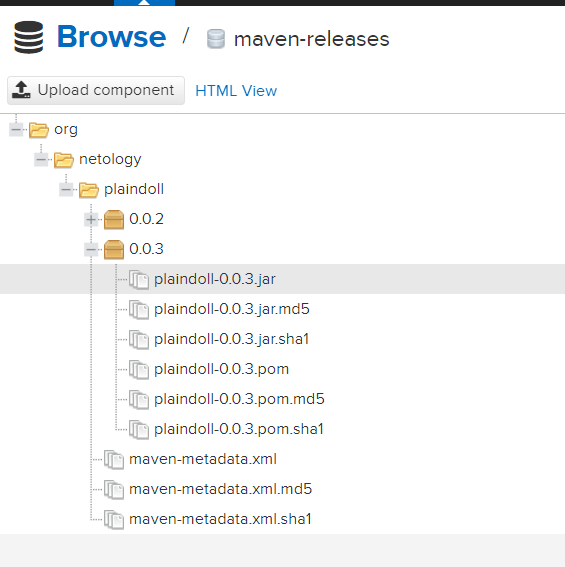 Browse / maven-releases
Upload component HTML View
org
netology
plaindoll
0.0.2
0.0.3
plaindoll-0.0.3.jar
plaindoll-0.0.3.jar.md5
plaindoll-0.0.3.jar.sha1
plaindoll-0.0.3.pom
plaindoll-0.0.3.pom.md5
plaindoll-0.0.3.pom.sha1
maven-metadata.xml
maven-metadata.xml.md5
maven-metadata.xml.sha1